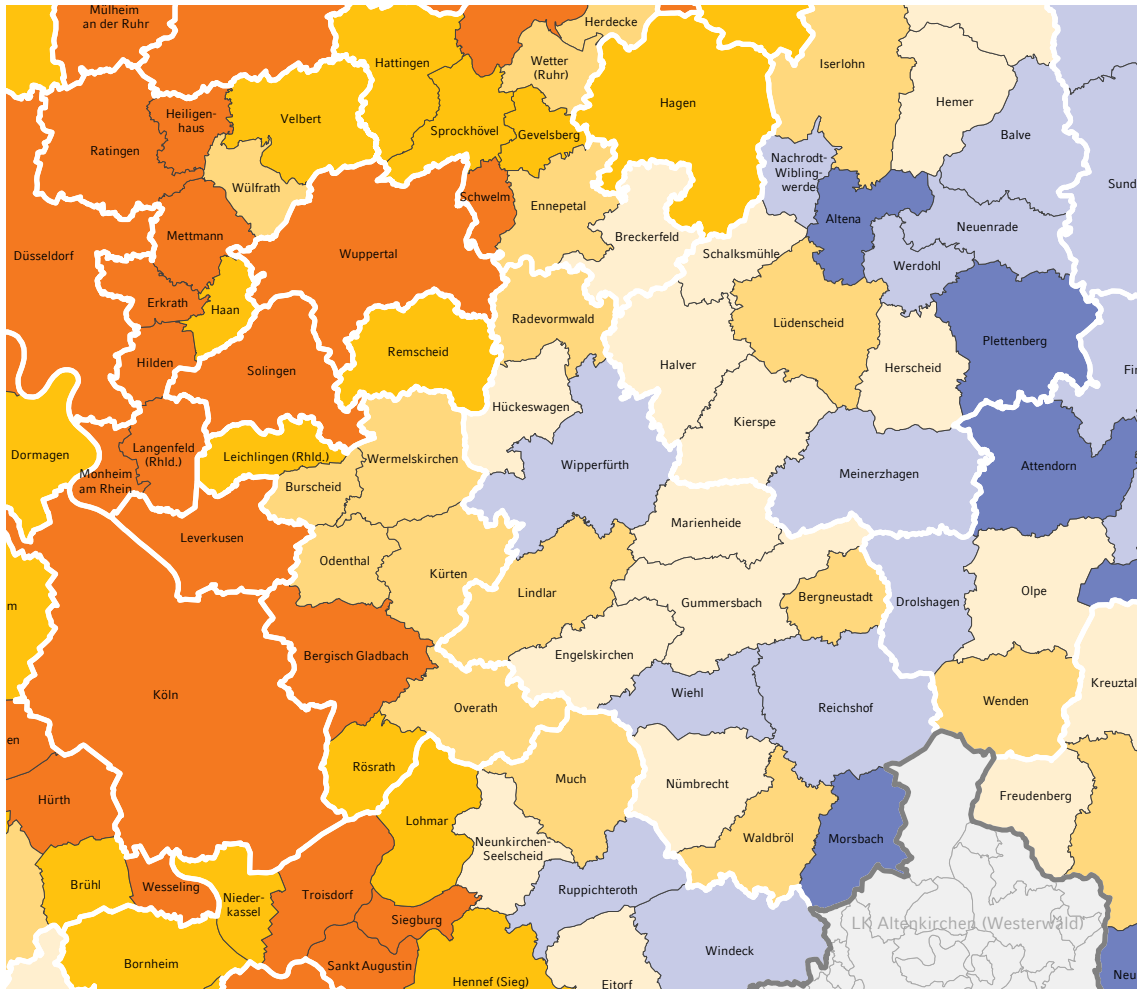 Mülheim
an der Ruhr
Herdecke
Hattingen
Wetter
(Ruhr)
Iserlohn
Hagen
Hemer
Heiligen-
haus
Velbert
Sprockhövel
Gevelsberg
Balve
Ratingen
Nachrodt-
Wibling-
werde
Wülfrath
Schwelm
Ennepetal
Sund
Altena
Mettmann
Breckerfeld
Neuenrade
Düsseldorf
Wuppertal
Schalksmühle
Werdohl
Erkrath
Haan
Radevormwald
Lüdenscheid
Plettenberg
Remscheid
Hilden
Solingen
Halver
Herscheid
Fin
Hückeswagen
Kierspe
Dormagen
Langenfeld
(Rhld.)
Leichlingen (Rhld.)
Wermelskirchen
Wipperfürth
Attendorn
Monheim
am Rhein
Burscheid
Meinerzhagen
Marienheide
Leverkusen
Odenthal
Kürten
Lindlar
Gummersbach
Bergneustadt
Drolshagen
Olpe
m
Bergisch Gladbach
Engelskirchen
Köln
Wiehl
Kreuztal
Overath
Reichshof
Wenden
en
Rösrath
Much
Nümbrecht
Hürth
Freudenberg
Lohmar
Waldbröl
Morsbach
Neunkirchen-
Seelscheid
Brühl
Wesseling
Nieder-
kassel
Troisdorf
Ruppichteroth
Siegburg
LK Altenkirchen (Westerwald)
Windeck
Bornheim
Sankt Augustin
Hennef (Sieg)
Eitorf
Neu